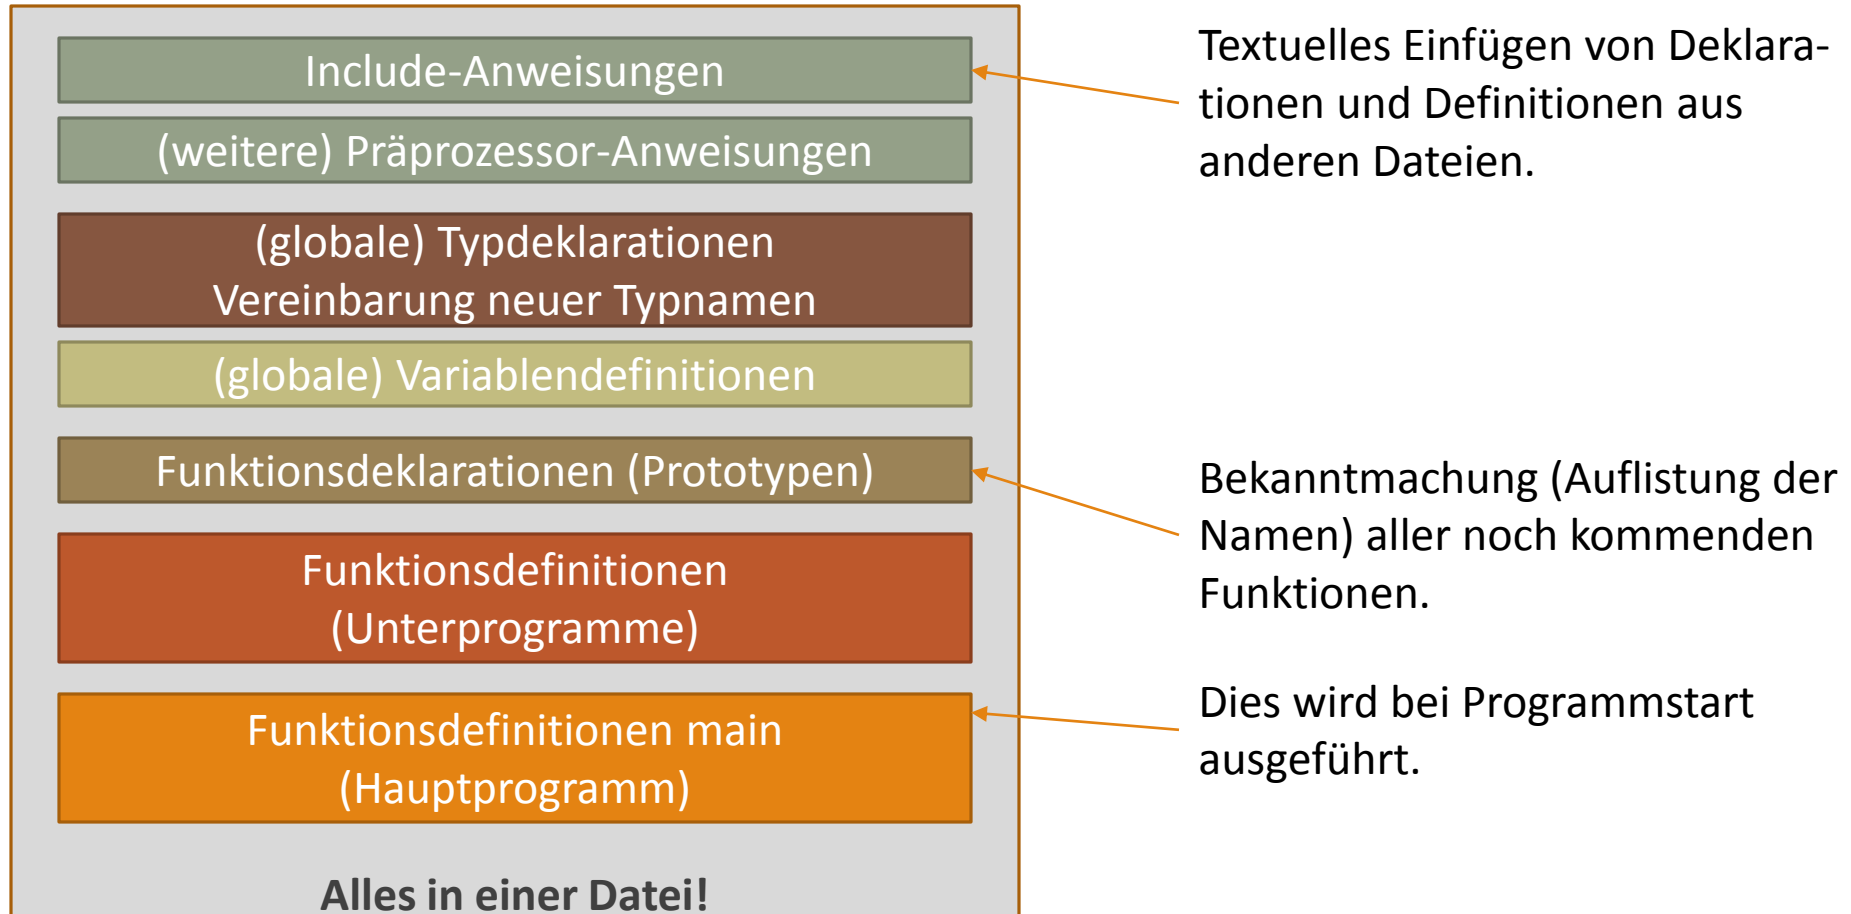 Include-Anweisungen
(weitere) Präprozessor-Anweisungen
(globale) Typdeklarationen
Vereinbarung neuer Typnamen
(globale) Variablendefinitionen
Funktionsdeklarationen (Prototypen)
Funktionsdefinitionen
(Unterprogramme)
Funktionsdefinitionen main
(Hauptprogramm)
Alles in einer Datei!
Textuelles Einfügen von Deklara-
tionen und Definitionen aus
anderen Dateien.
Bekanntmachung (Auflistung der
Namen) aller noch kommenden
Funktionen.
Dies wird bei Programmstart
ausgeführt.